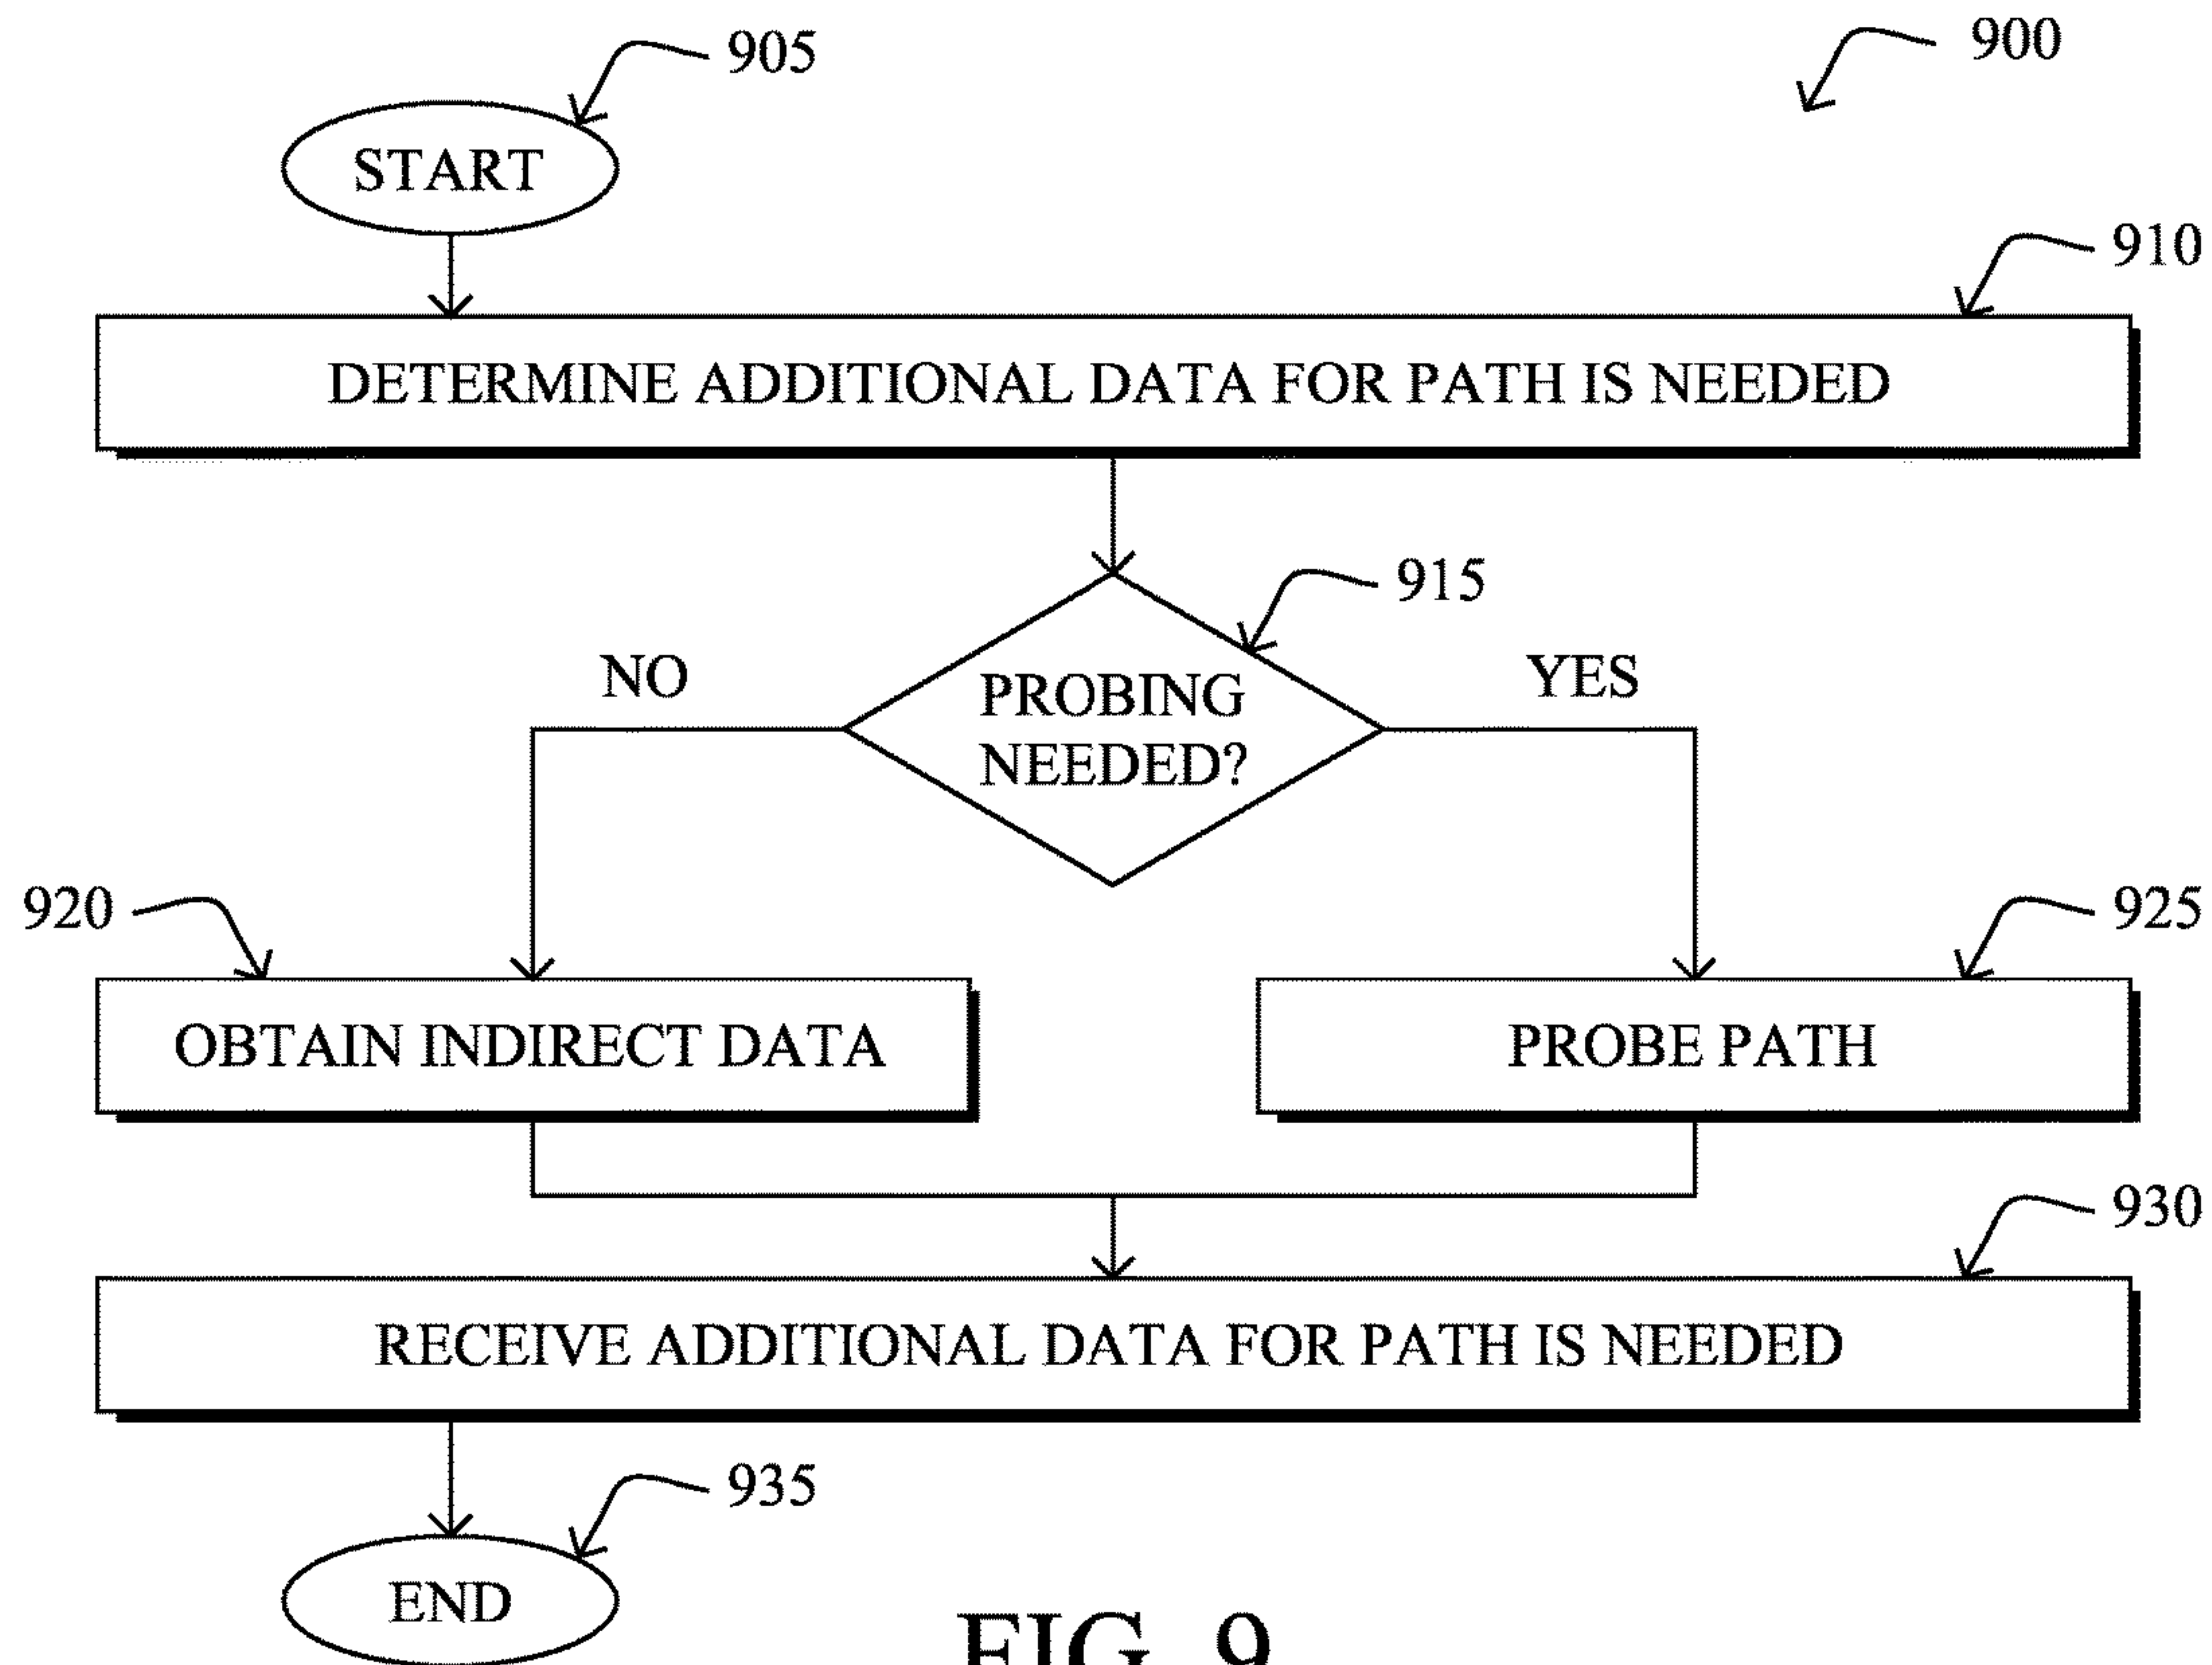 905
900
START
910
DETERMINE ADDITIONAL DATA FOR PATH IS NEEDED
915
NO
YES
PROBING
NEEDED?
920
925
OBTAIN INDIRECT DATA
PROBE PATH
930
RECEIVE ADDITIONAL DATA FOR PATH IS NEEDED
935
END
FIG. 9